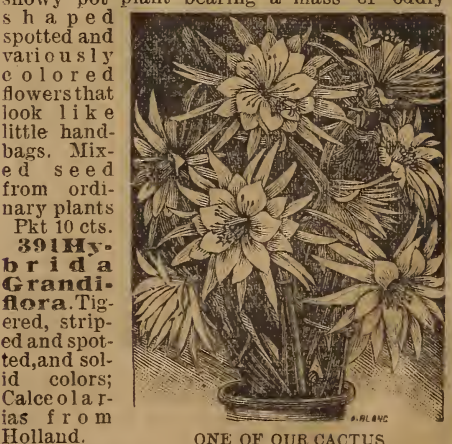 showy pot plant bearing a mass of oddly
shaped
spotted and
variously
colored
flowers that
look like
little hand-
bags. Mix-
ed seed
from ordi-
nary plants
Pkt 10 cts.
391 Hy-
brida
Grandi-
flora. Tig-
ered, strip-
ed and spot-
ted, and sol-
id colors;
Calceolar-
ias from
Holland.
A. BLANC
ONE OF OUR CACTUS